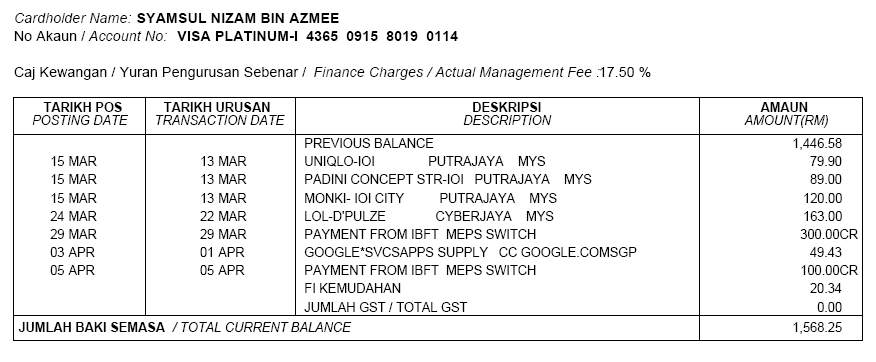 Cardholder Name: SYAMSUL NIZAM BIN AZMEE
No Akaun / Account No: VISA PLATINUM-I 4365 0915 8019 0114
Caj Kewangan / Yuran Pengurusan Sebenar / Finance Charges / Actual Management Fee :17.50 %
TARIKH POS TARIKH URUSAN DESKRIPSI AMAUN
POSTING DATE TRANSACTION DATE DESCRIPTION AMOUNT(RM)
PREVIOUS BALANCE 1,446.58
15 MAR 13 MAR UNIQLO-IOI PUTRAJAYA MYS 79.90
15 MAR 13 MAR PADINI CONCEPT STR-IOI PUTRAJAYA MYS 89.00
15 MAR 13 MAR MONKI- IOI CITY PUTRAJAYA MYS 120.00
24 MAR 22 MAR LOL-D'PULZE CYBERJAYA MYS 163.00
29 MAR 29 MAR PAYMENT FROM IBFT MEPS SWITCH 300.00CR
03 APR 01 APR GOOGLE*SVCSAPPS SUPPLY CC GOOGLE.COMSGP 49.43
05 APR 05 APR PAYMENT FROM IBFT MEPS SWITCH 100.00CR
FI KEMUDAHAN 20.34
JUMLAH GST / TOTAL GST 0.00
JUMLAH BAKI SEMASA / TOTAL CURRENT BALANCE 1,568.25